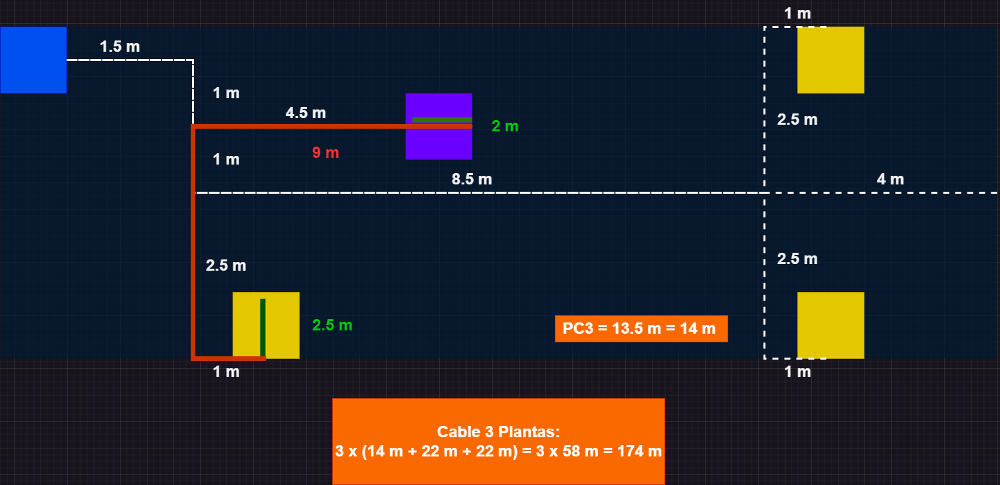 1 m
1.5 m
1 m
4.5 m
2.5 m
2 m
9 m
1 m
8.5 m
4 m
2.5 m
2.5 m
2.5 m
PC3 = 13.5 m = 14 m
1 m
1 m
Cable 3 Plantas:
3 x (14 m + 22 m + 22 m) = 3 x 58 m = 174 m